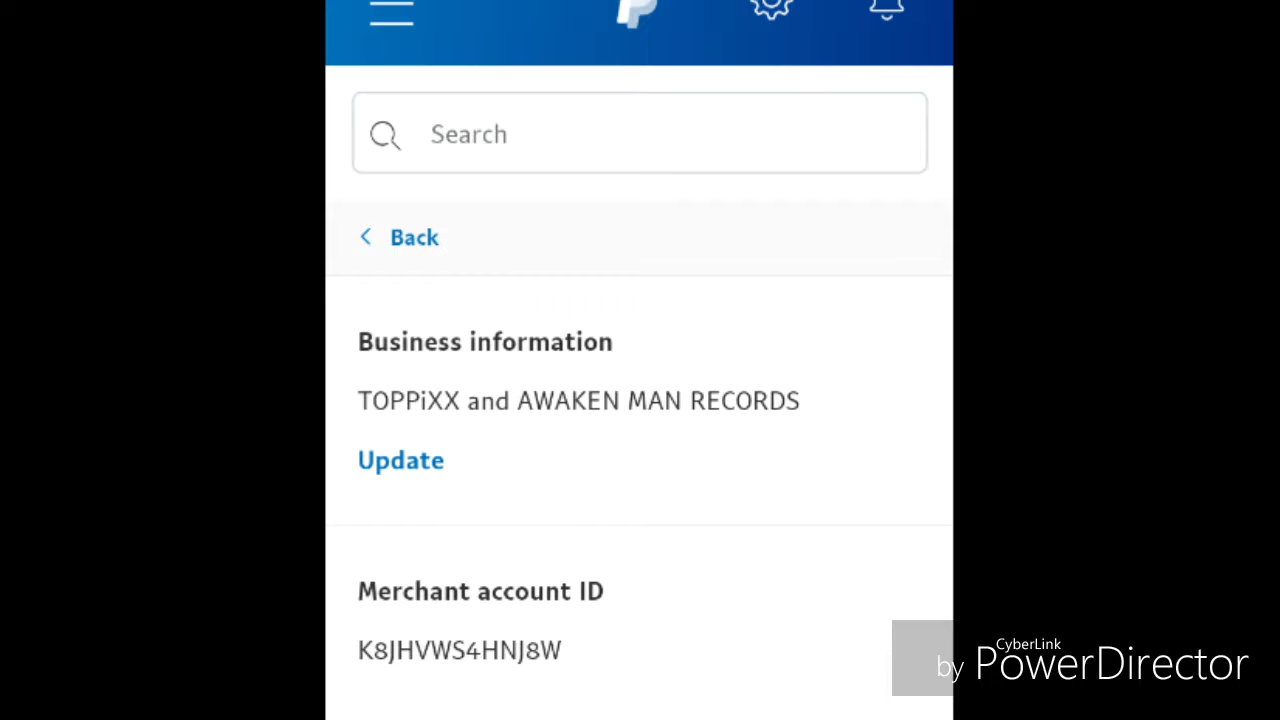 Search
Back
Business information
TOPPiXX and AWAKEN MAN RECORDS
Update
Merchant account ID
K8JHVWS4HNJ8W
CyberLink
by PowerDirector